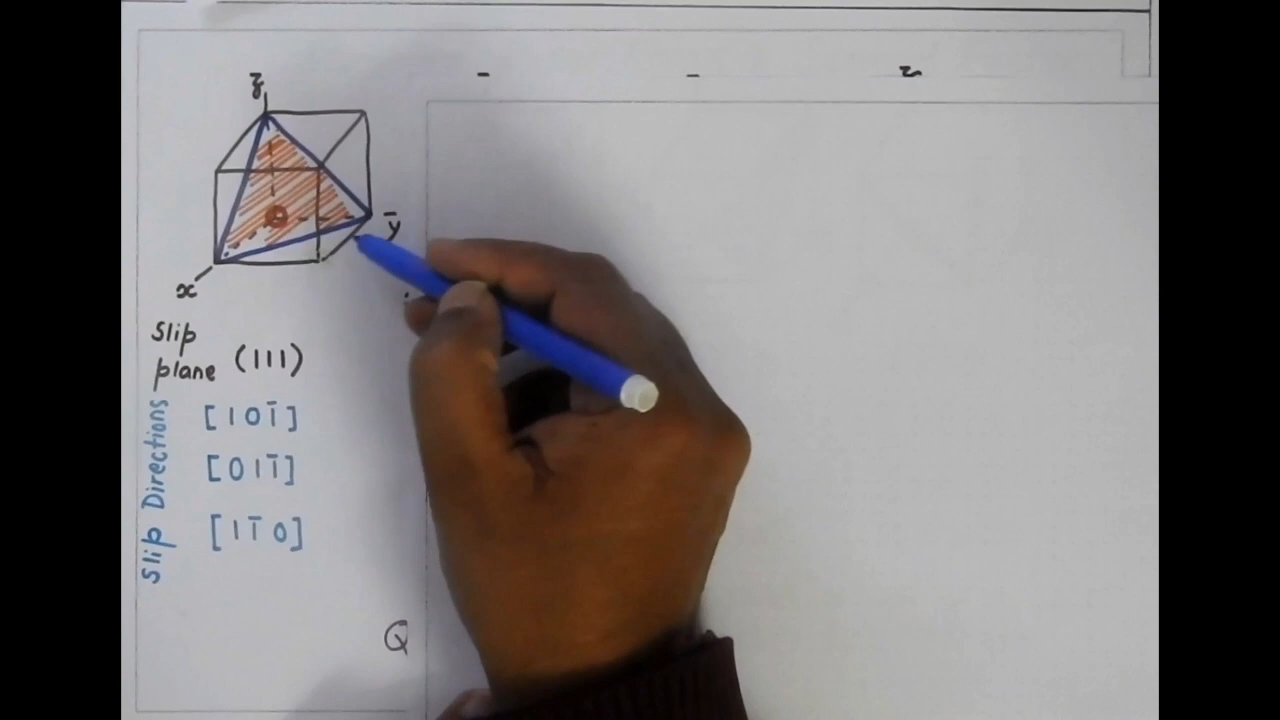 z
y
x
Slip
plane (111)
Slip Directions
[1 0 1̄]
[0 1 1̄]
[1 1̄ 0]
Q